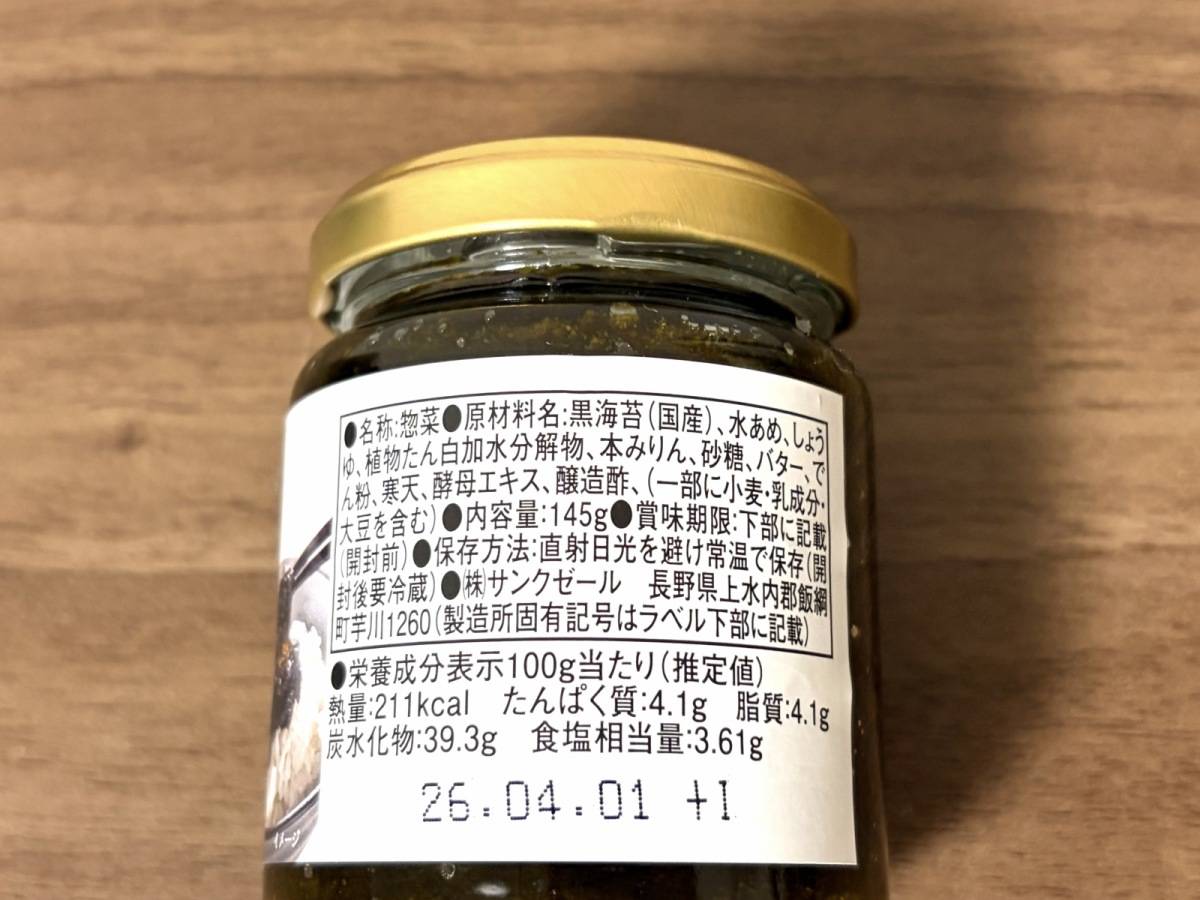 ●名称:惣菜●原材料名:黒海苔(国産)、水あめ、しょう
ゆ、植物たん白加水分解物、本みりん、砂糖、バター、で
ん粉、寒天、酵母エキス、醸造酢、(一部に小麦・乳成分・
大豆を含む)●内容量:145g●賞味期限:下部に記載
(開封前)●保存方法:直射日光を避け常温で保存(開
封後要冷蔵)●㈱サンクゼール 長野県上水内郡飯綱
町芋川1260(製造所固有記号はラベル下部に記載)
●栄養成分表示100g当たり(推定値)
熱量:211kcal たんぱく質:4.1g 脂質:4.1g
炭水化物:39.3g 食塩相当量:3.61g
26.04.01 +I
イメージ